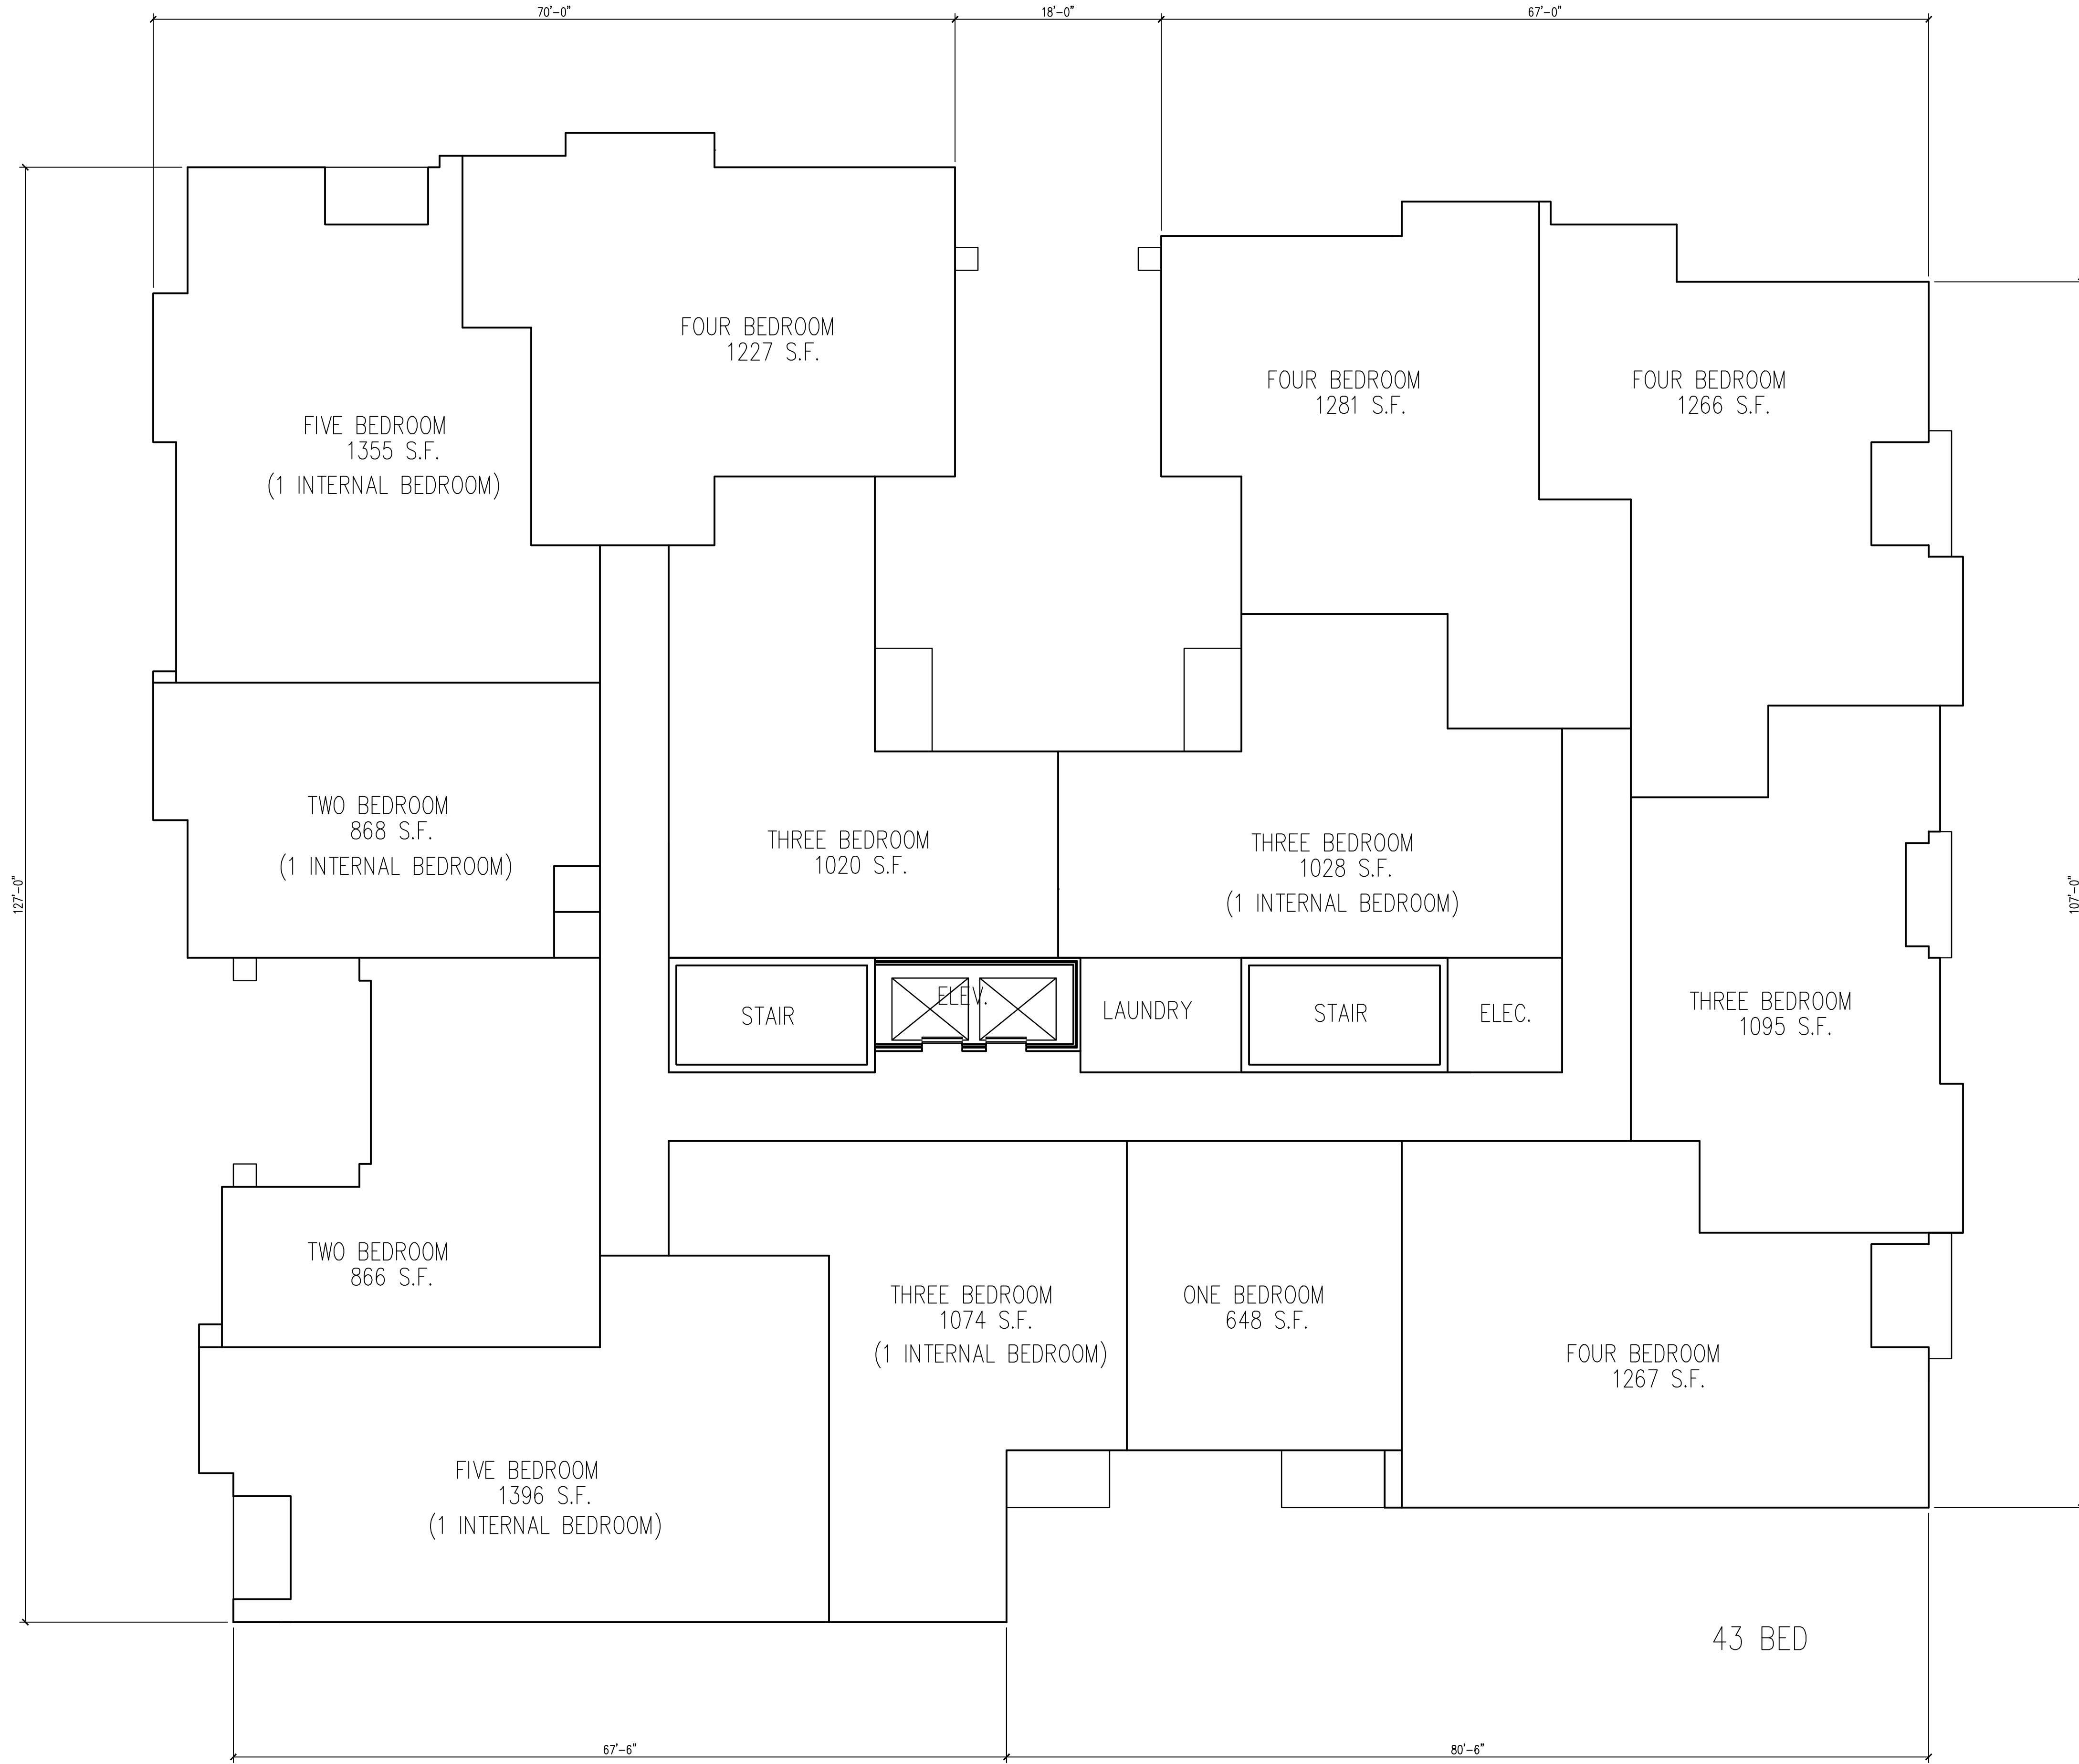 70'-0"
18'-0"
67'-0"
FOUR BEDROOM
1227 S.F.
FOUR BEDROOM
1281 S.F.
FOUR BEDROOM
1266 S.F.
FIVE BEDROOM
1355 S.F.
(1 INTERNAL BEDROOM)
TWO BEDROOM
868 S.F.
(1 INTERNAL BEDROOM)
THREE BEDROOM
1020 S.F.
THREE BEDROOM
1028 S.F.
(1 INTERNAL BEDROOM)
127'-0"
107'-0"
STAIR
ELEV.
LAUNDRY
STAIR
ELEC.
THREE BEDROOM
1095 S.F.
TWO BEDROOM
866 S.F.
THREE BEDROOM
1074 S.F.
(1 INTERNAL BEDROOM)
ONE BEDROOM
648 S.F.
FOUR BEDROOM
1267 S.F.
FIVE BEDROOM
1396 S.F.
(1 INTERNAL BEDROOM)
43 BED
67'-6"
80'-6"